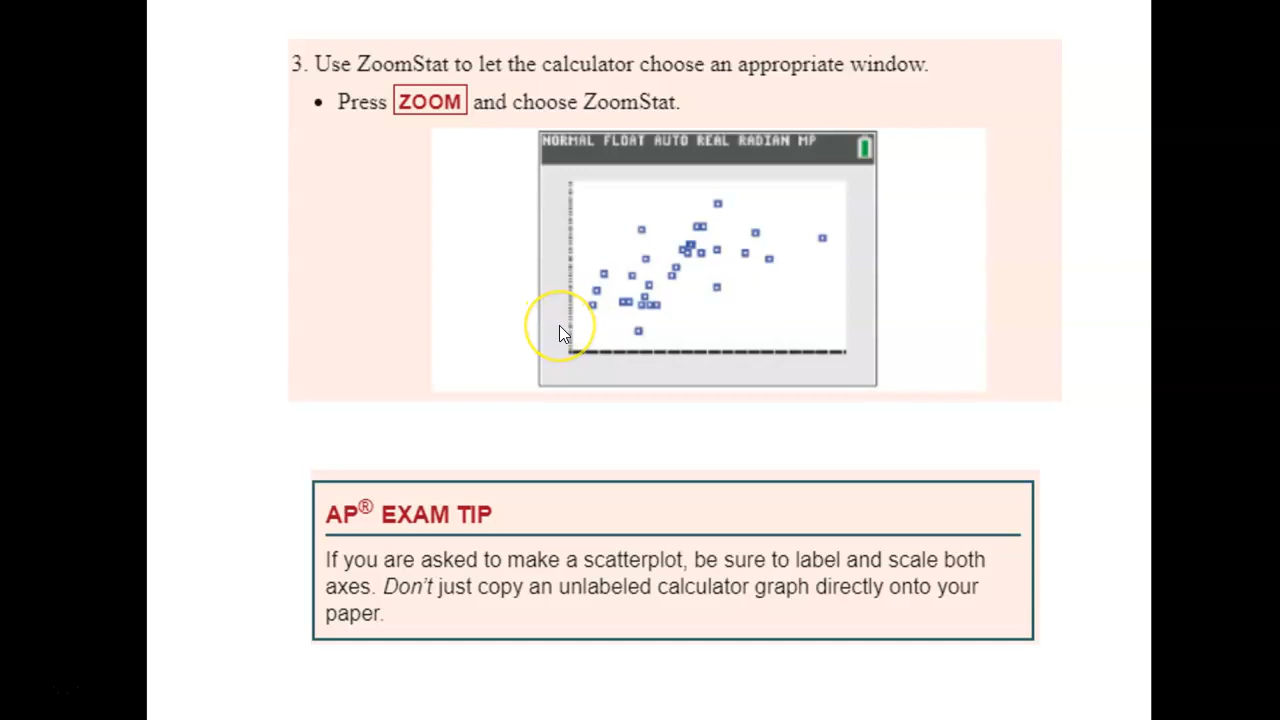 3. Use ZoomStat to let the calculator choose an appropriate window.
• Press ZOOM and choose ZoomStat.
NORMAL FLOAT AUTO REAL RADIAN MP
AP® EXAM TIP
If you are asked to make a scatterplot, be sure to label and scale both
axes. Don't just copy an unlabeled calculator graph directly onto your
paper.